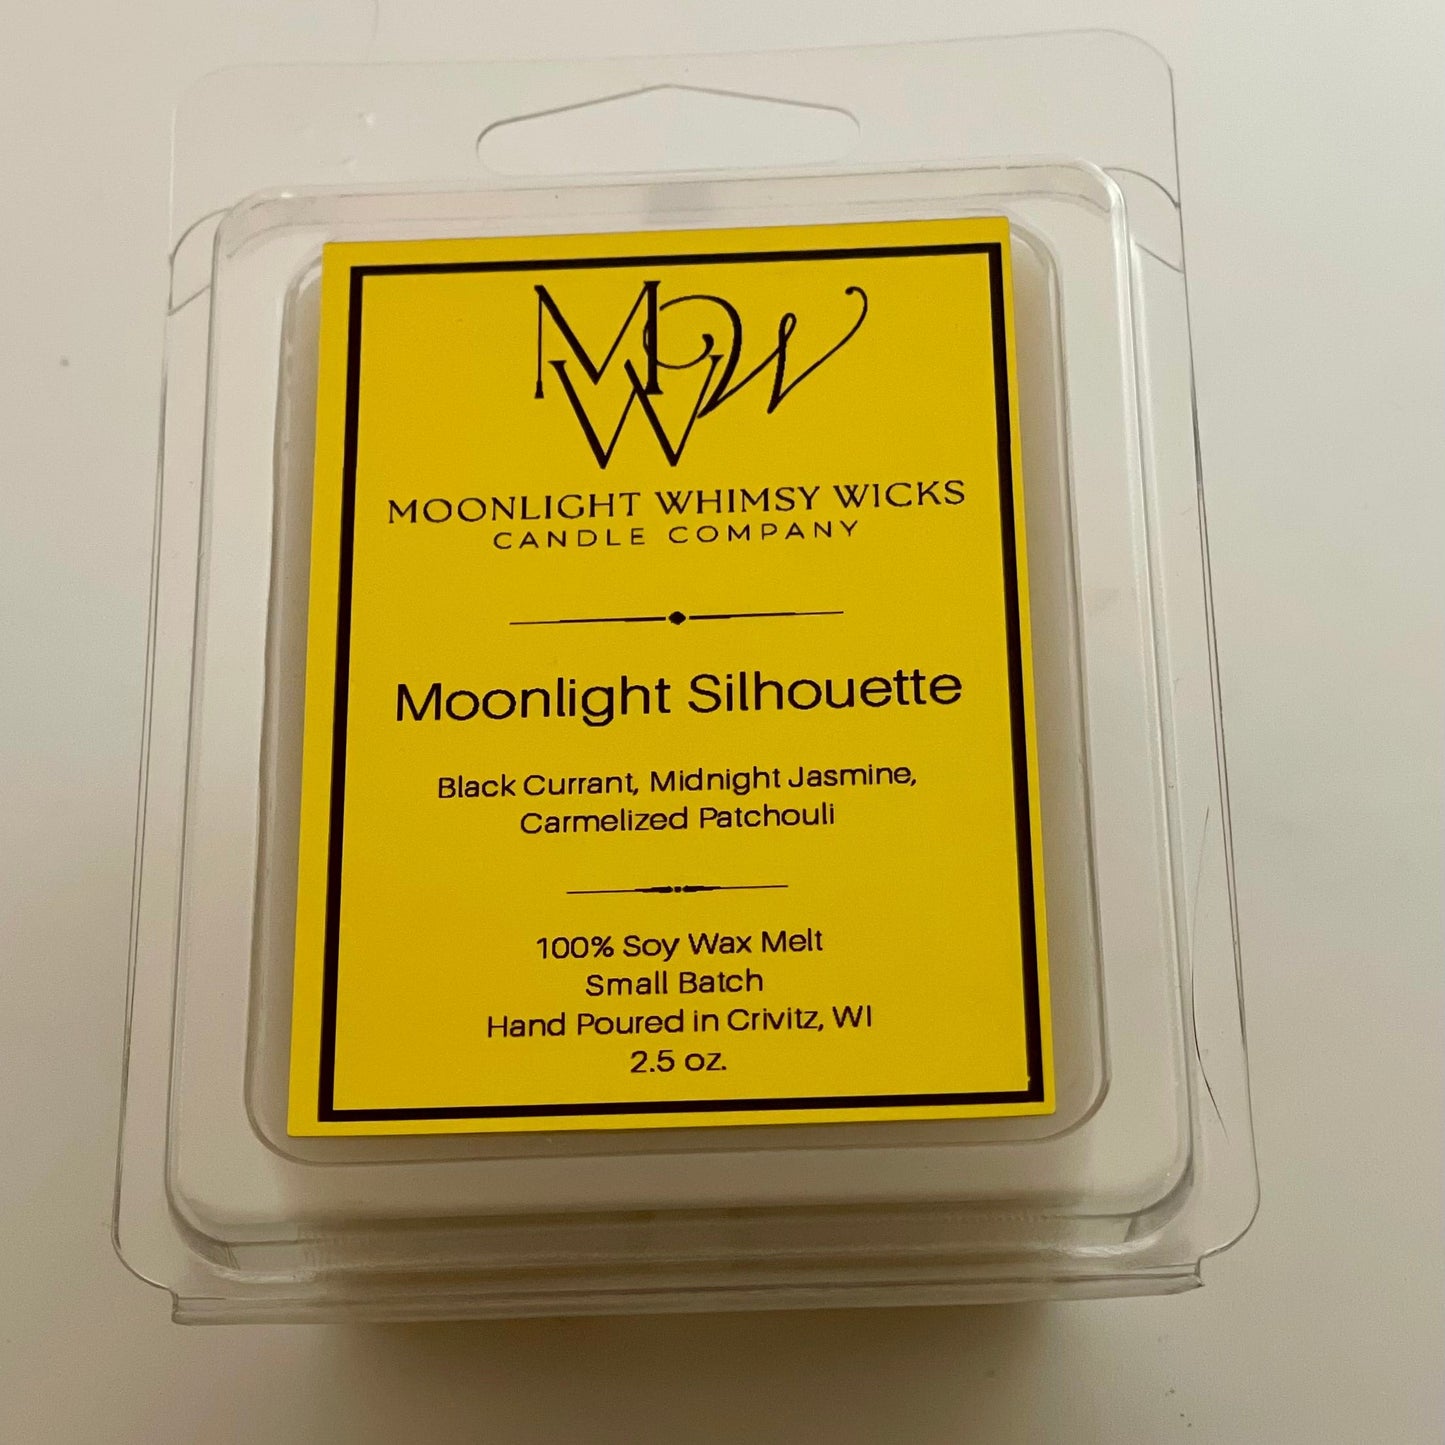 MWW
MOONLIGHT WHIMSY WICKS
CANDLE COMPANY
Moonlight Silhouette
Black Currant, Midnight Jasmine,
Carmelized Patchouli
100% Soy Wax Melt
Small Batch
Hand Poured in Crivitz, WI
2.5 oz.